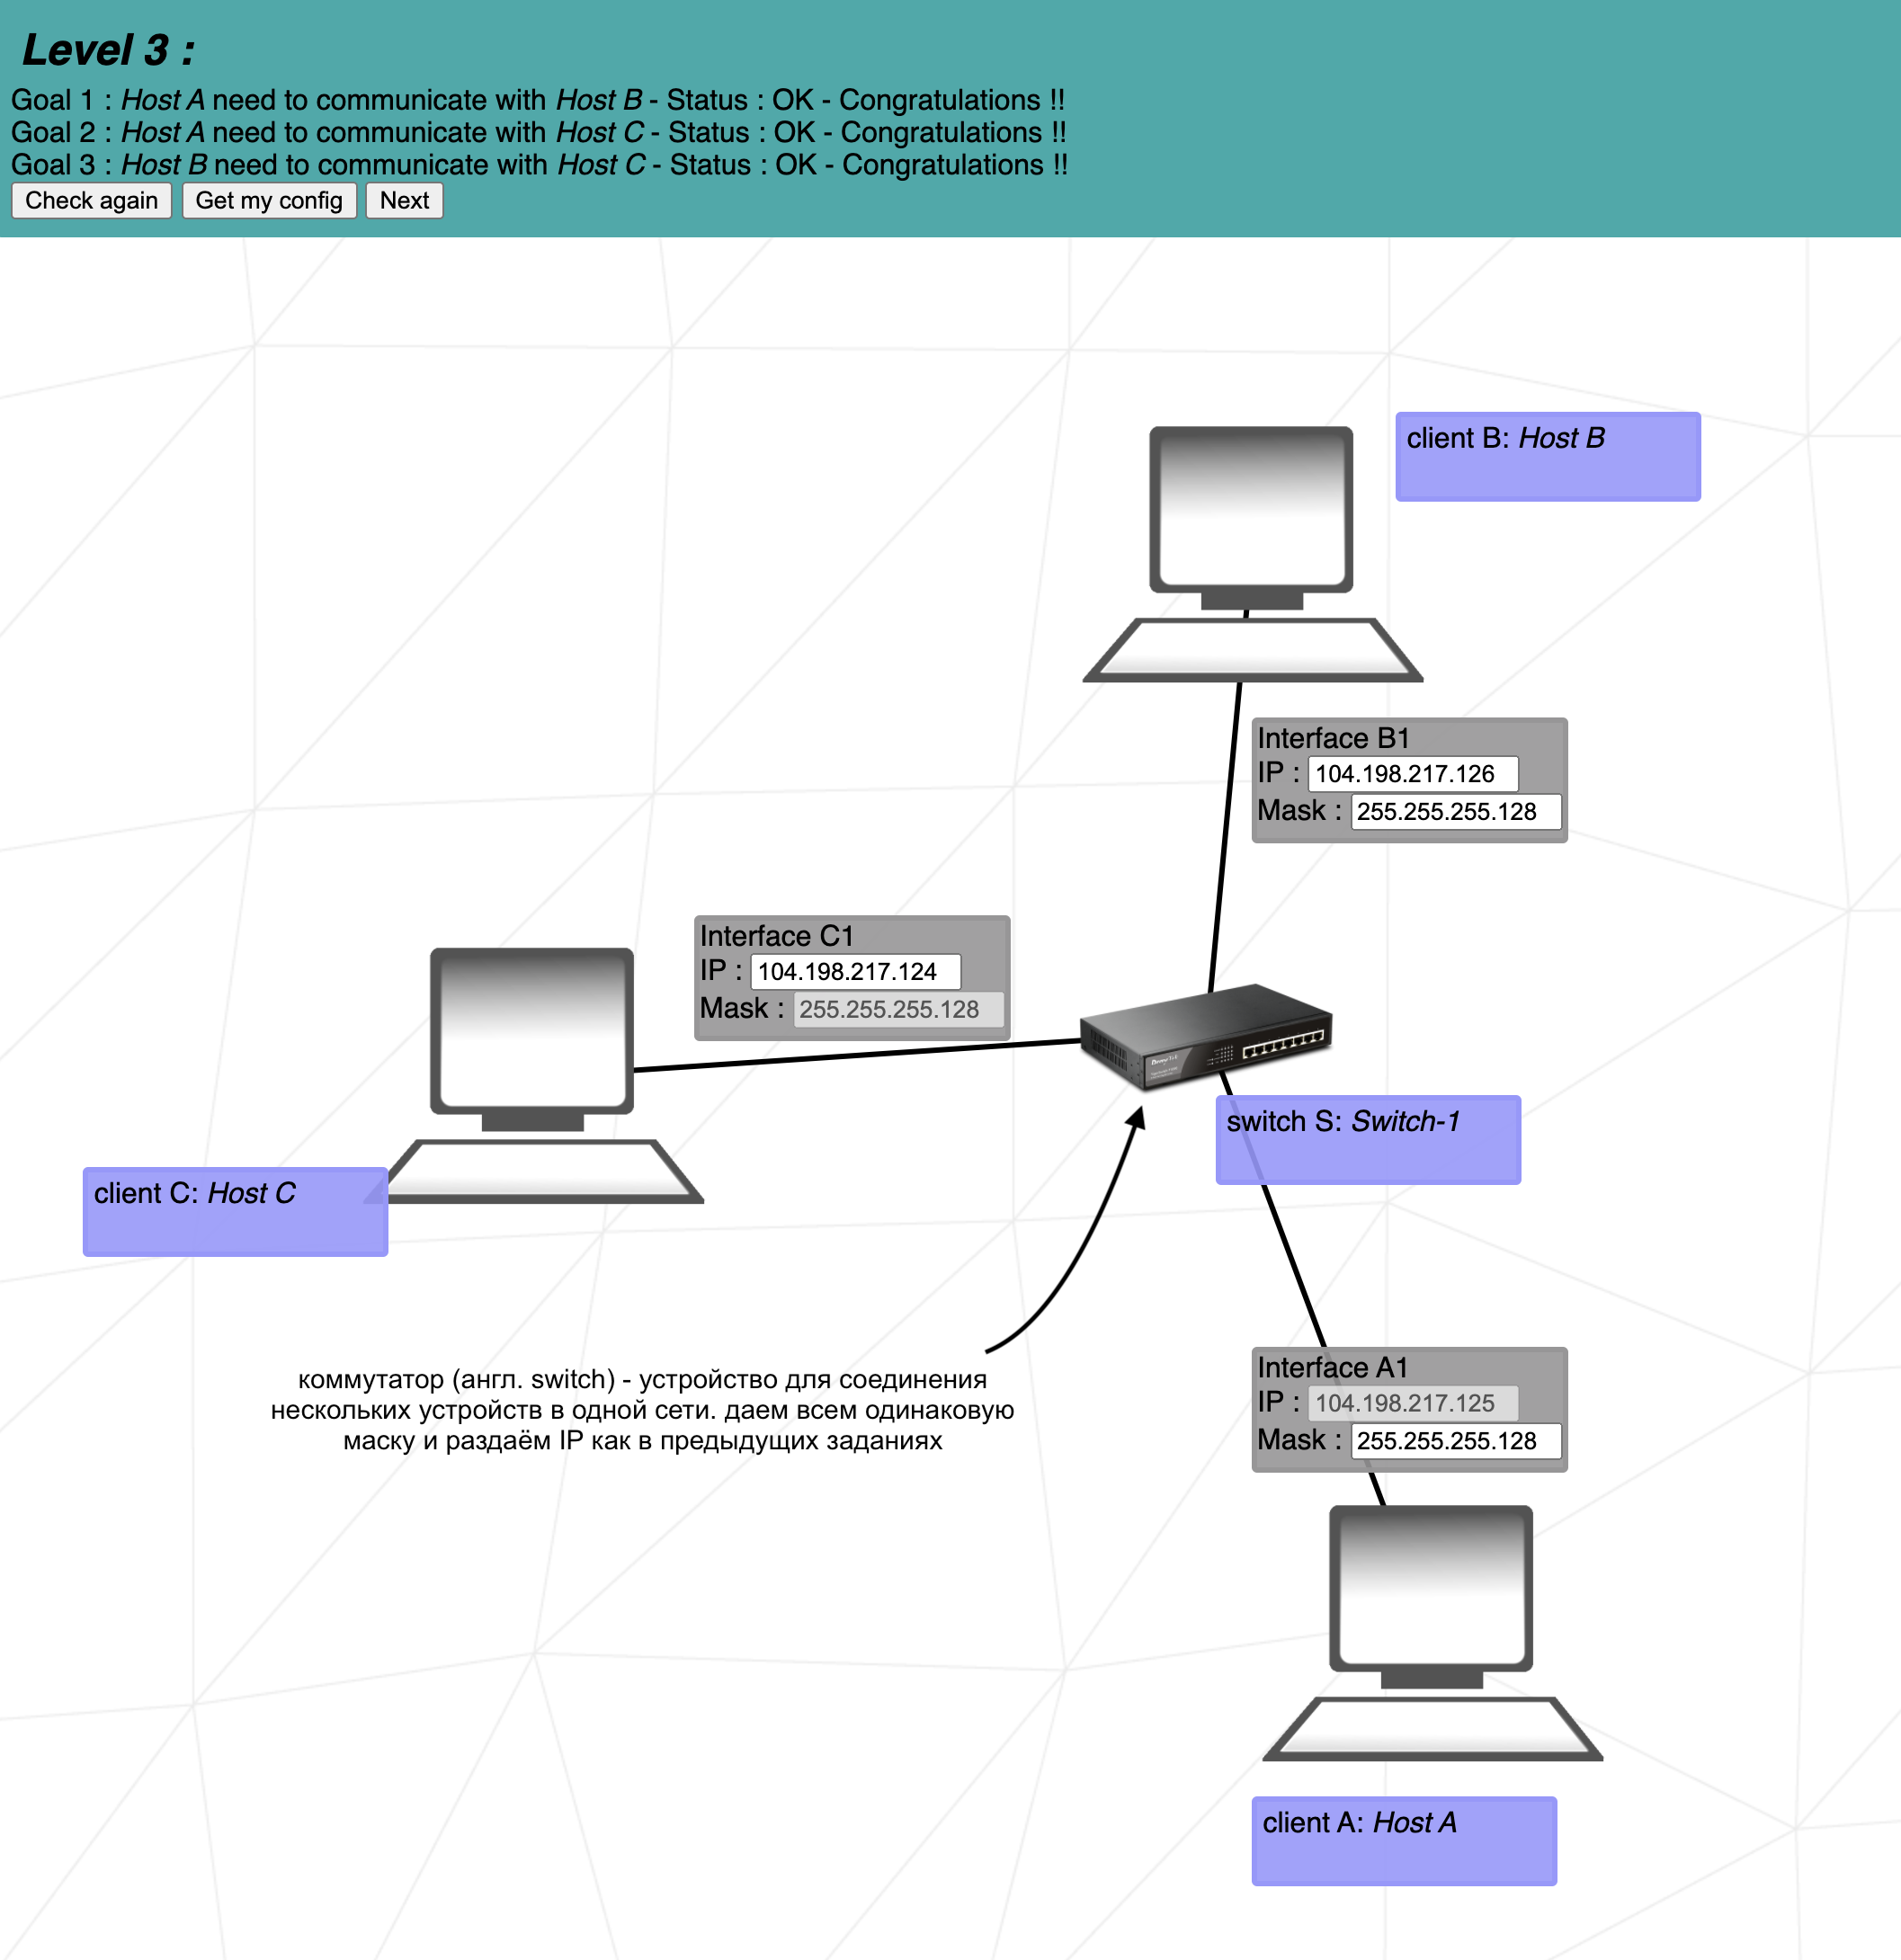 Level 3 :
Goal 1 : Host A need to communicate with Host B - Status : OK - Congratulations !!
Goal 2 : Host A need to communicate with Host C - Status : OK - Congratulations !!
Goal 3 : Host B need to communicate with Host C - Status : OK - Congratulations !!
Check again Get my config Next
client B: Host B
Interface B1
IP : 104.198.217.126
Mask : 255.255.255.128
Interface C1
IP : 104.198.217.124
Mask : 255.255.255.128
switch S: Switch-1
client C: Host C
коммутатор (англ. switch) - устройство для соединения
нескольких устройств в одной сети. даем всем одинаковую
маску и раздаём IP как в предыдущих заданиях
Interface A1
IP : 104.198.217.125
Mask : 255.255.255.128
client A: Host A